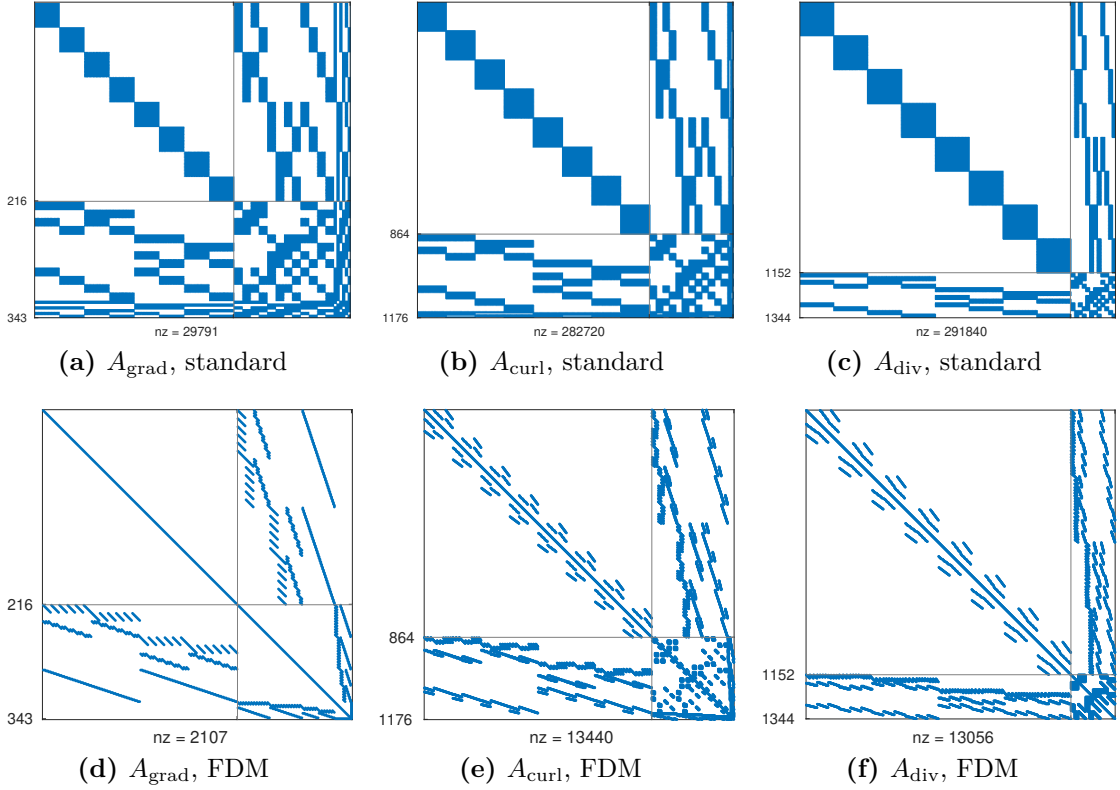 216
343
nz = 29791
(a) A_grad, standard
864
1176
nz = 282720
(b) A_curl, standard
1152
1344
nz = 291840
(c) A_div, standard
216
343
nz = 2107
(d) A_grad, FDM
864
1176
nz = 13440
(e) A_curl, FDM
1152
1344
nz = 13056
(f) A_div, FDM